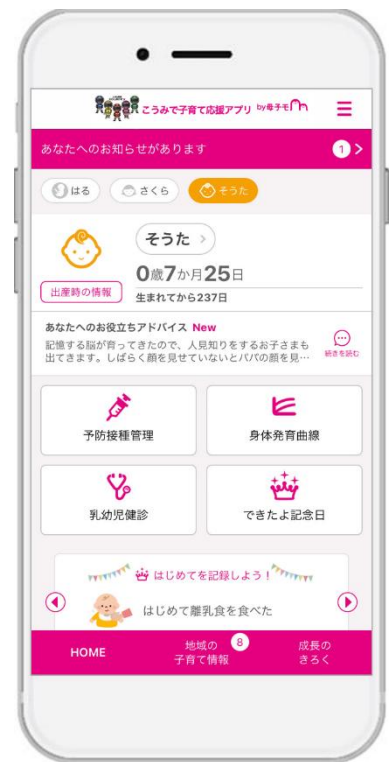 こうみで子育て応援アプリ by母子モ
あなたへのお知らせがあります 1
はる さくら そうた
そうた
0歳7か月25日
出産時の情報
生まれてから237日
あなたへのお役立ちアドバイス New
記憶する脳が育ってきたので、人見知りをするお子さまも
出てきます。しばらく顔を見せていないとパパの顔を見…
続きを読む
予防接種管理
身体発育曲線
乳幼児健診
できたよ記念日
はじめてを記録しよう！
はじめて離乳食を食べた
HOME
地域の
子育て情報
8
成長の
きろく